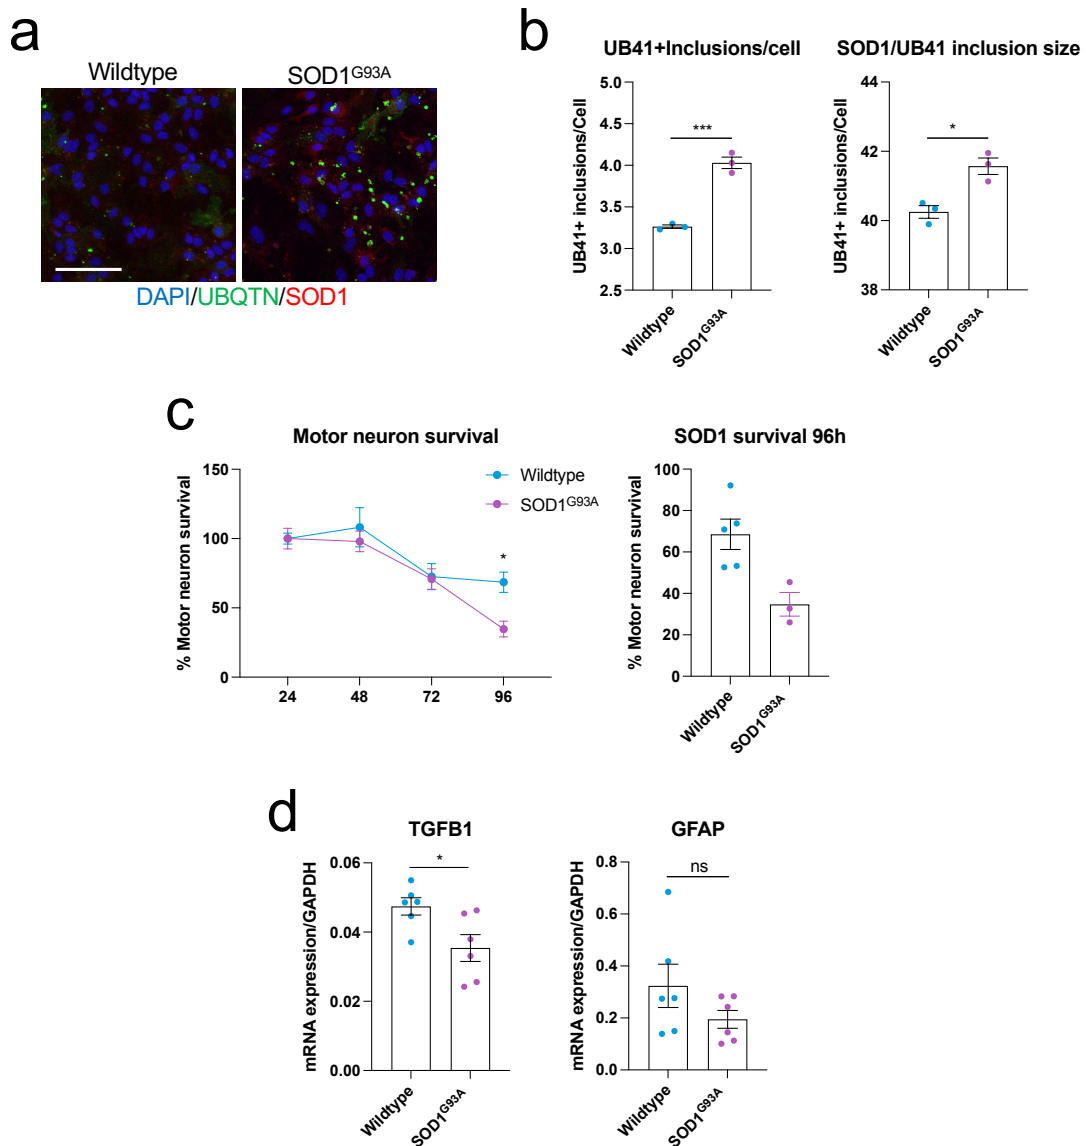 a
Wildtype
SOD1G93A
DAPI/UBQTN/SOD1
b
UB41+Inclusions/cell
UB41+ inclusions/Cell
5.0
4.5
4.0
3.5
3.0
2.5
***
Wildtype
SOD1G93A
SOD1/UB41 inclusion size
UB41+ inclusions/Cell
44
42
40
38
*
Wildtype
SOD1G93A
c
Motor neuron survival
% Motor neuron survival
150
100
50
0
24 48 72 96
*
Wildtype
SOD1G93A
SOD1 survival 96h
% Motor neuron survival
100
80
60
40
20
0
Wildtype
SOD1G93A
d
TGFB1
mRNA expression/GAPDH
0.06
0.04
0.02
0.00
*
Wildtype
SOD1G93A
GFAP
mRNA expression/GAPDH
0.8
0.6
0.4
0.2
0.0
ns
Wildtype
SOD1G93A